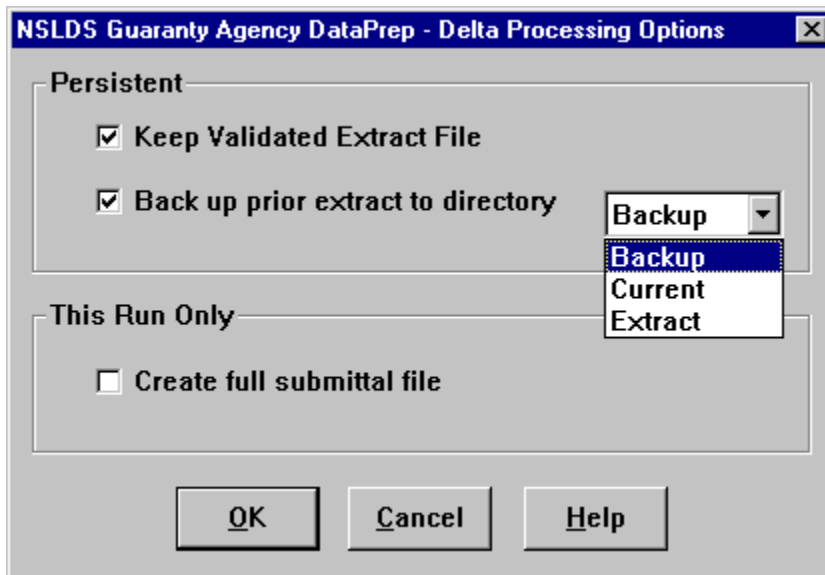 NSLDS Guaranty Agency DataPrep - Delta Processing Options
Persistent
Keep Validated Extract File
Back up prior extract to directory
Backup
Backup
Current
Extract
This Run Only
Create full submittal file
OK
Cancel
Help